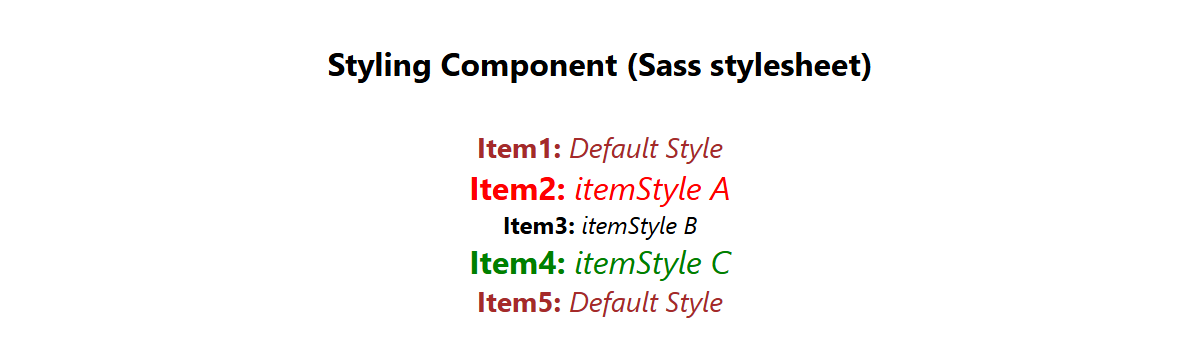 Styling Component (Sass stylesheet)
Item1: Default Style
Item2: itemStyle A
Item3: itemStyle B
Item4: itemStyle C
Item5: Default Style